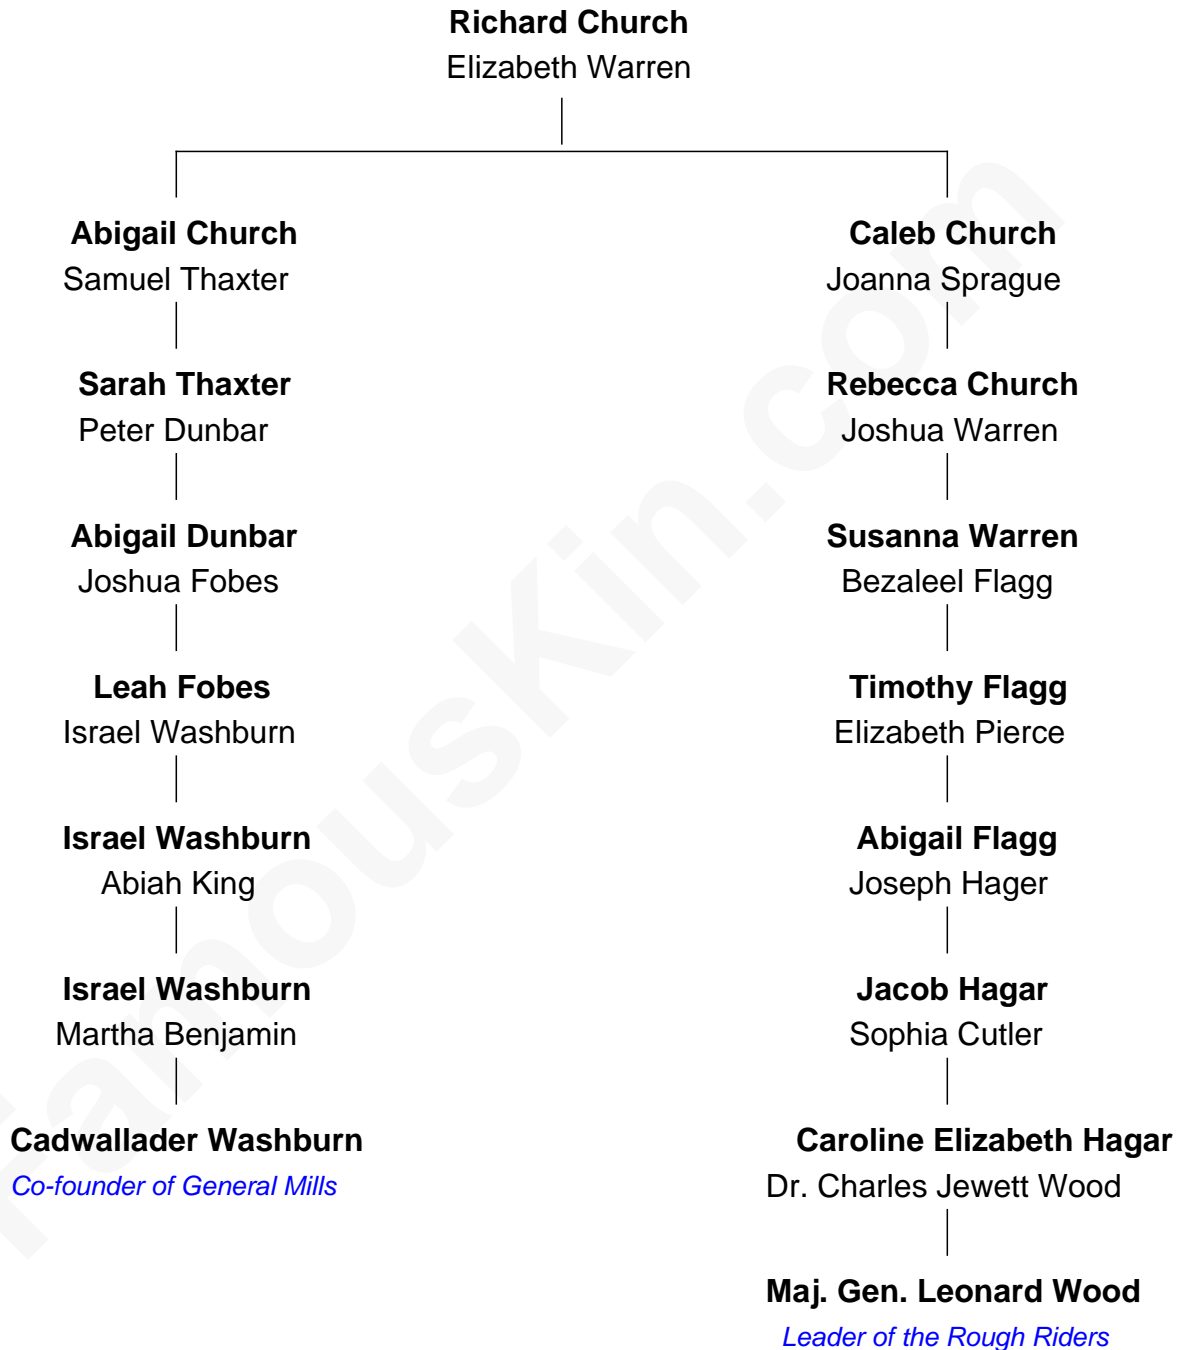 Richard Church
Elizabeth Warren
Abigail Church
Samuel Thaxter
Caleb Church
Joanna Sprague
Sarah Thaxter
Peter Dunbar
Rebecca Church
Joshua Warren
Abigail Dunbar
Joshua Fobes
Susanna Warren
Bezaleel Flagg
Leah Fobes
Israel Washburn
Timothy Flagg
Elizabeth Pierce
Israel Washburn
Abiah King
Abigail Flagg
Joseph Hager
Israel Washburn
Martha Benjamin
Jacob Hagar
Sophia Cutler
Cadwallader Washburn
Co-founder of General Mills
Caroline Elizabeth Hagar
Dr. Charles Jewett Wood
Maj. Gen. Leonard Wood
Leader of the Rough Riders
FamousKin.com